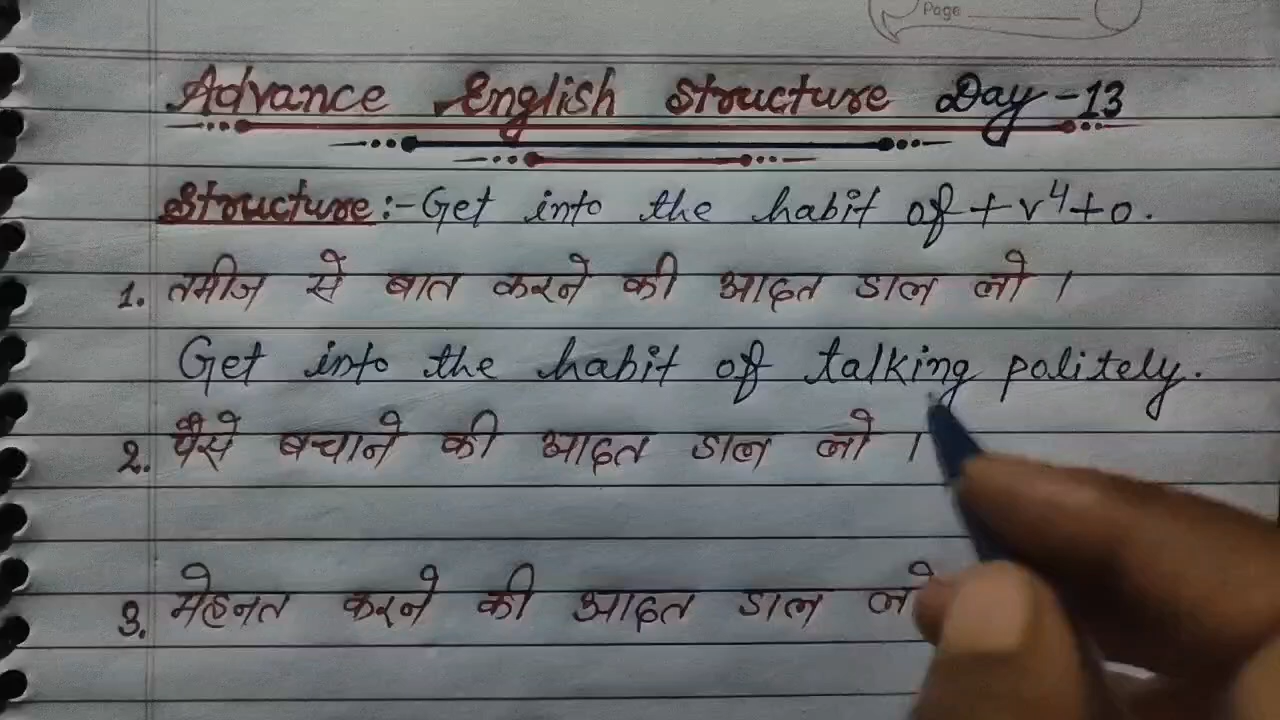 Page
Advance English Structure Day-13
Structure:- Get into the habit of + v⁴ + o.
1. तमीज से बात करने की आदत डाल लो ।
Get into the habit of talking politely.
2. पैसे बचाने की आदत डाल लो ।
3. मेहनत करने की आदत डाल लो